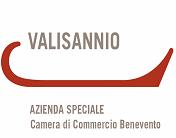 VALISANNIO
AZIENDA SPECIALE
Camera di Commercio Benevento